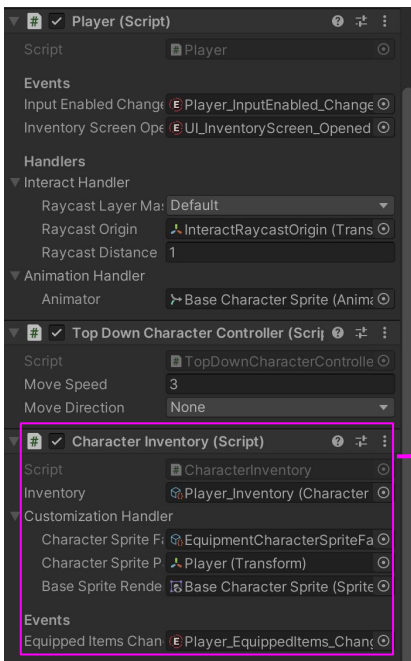 Player (Script)
Script Player
Events
Input Enabled Change Player_InputEnabled_Change
Inventory Screen Ope UI_InventoryScreen_Opened
Handlers
Interact Handler
Raycast Layer Ma: Default
Raycast Origin InteractRaycastOrigin (Trans
Raycast Distance 1
Animation Handler
Animator Base Character Sprite (Anima
Top Down Character Controller (Scrip
Script TopDownCharacterControlle
Move Speed 3
Move Direction None
Character Inventory (Script)
Script CharacterInventory
Inventory Player_Inventory (Character
Customization Handler
Character Sprite Fa EquipmentCharacterSpriteFa
Character Sprite P Player (Transform)
Base Sprite Rende Base Character Sprite (Sprite
Events
Equipped Items Chan Player_EquippedItems_Chang